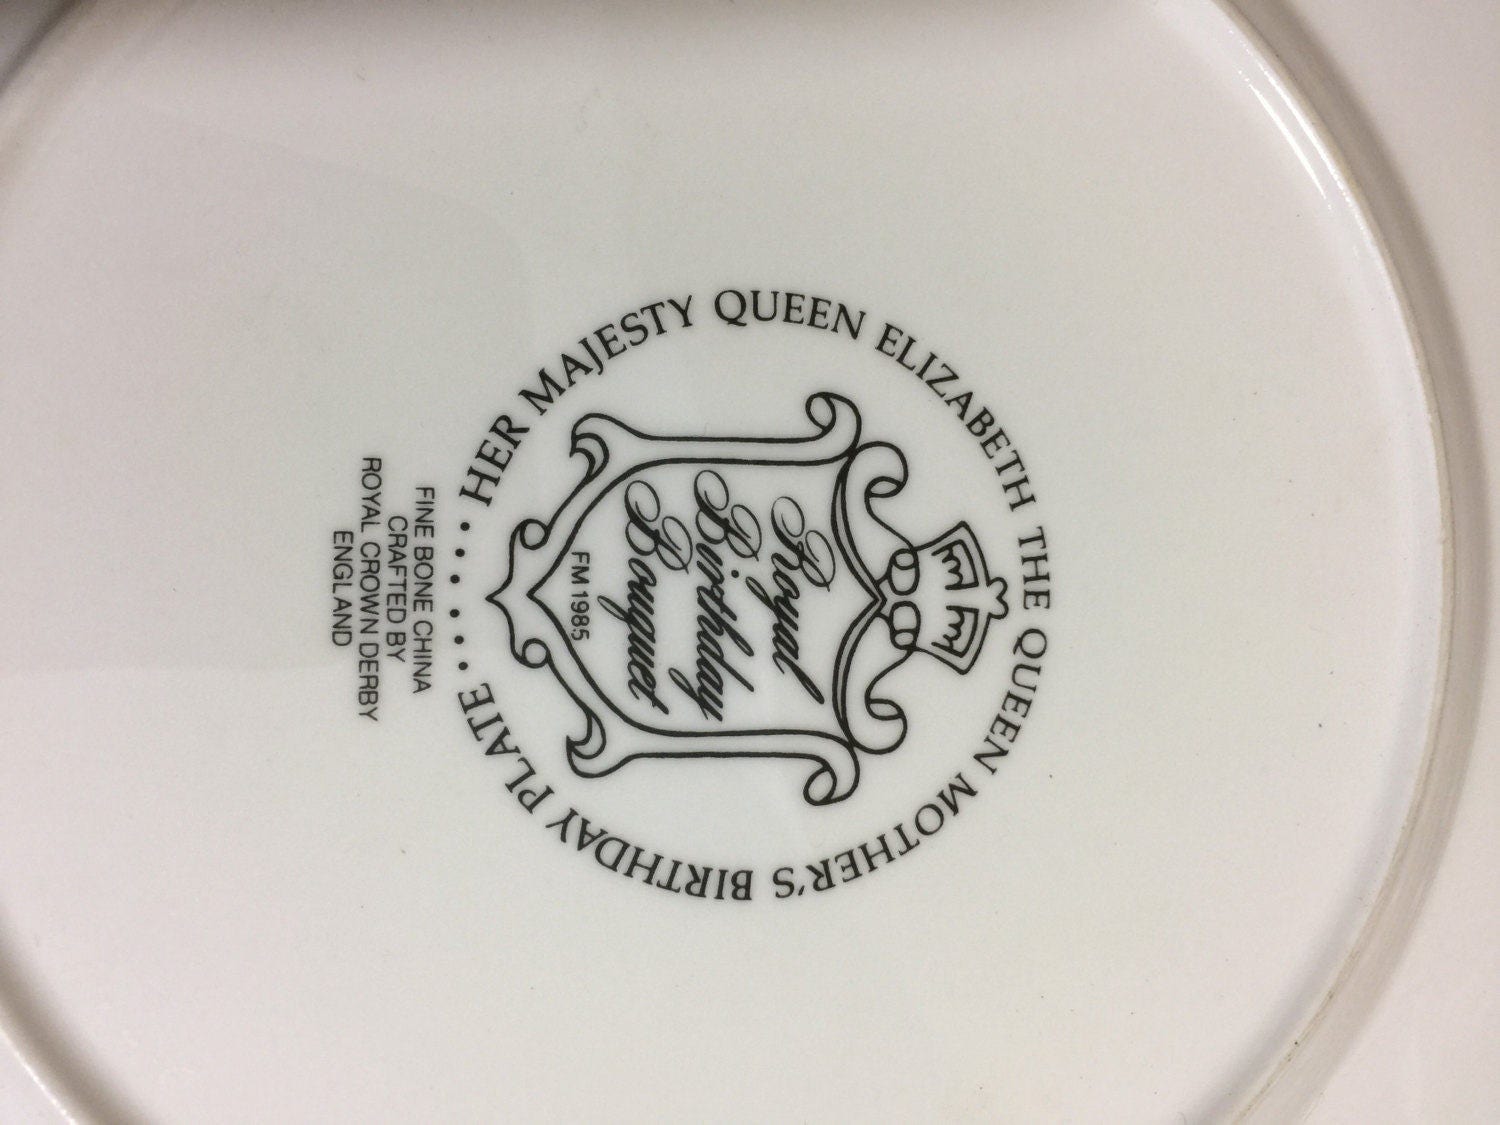 HER MAJESTY QUEEN ELIZABETH THE QUEEN MOTHER'S BIRTHDAY PLATE
Royal
Birthday
Bouquet
FM 1985
FINE BONE CHINA
CRAFTED BY
ROYAL CROWN DERBY
ENGLAND